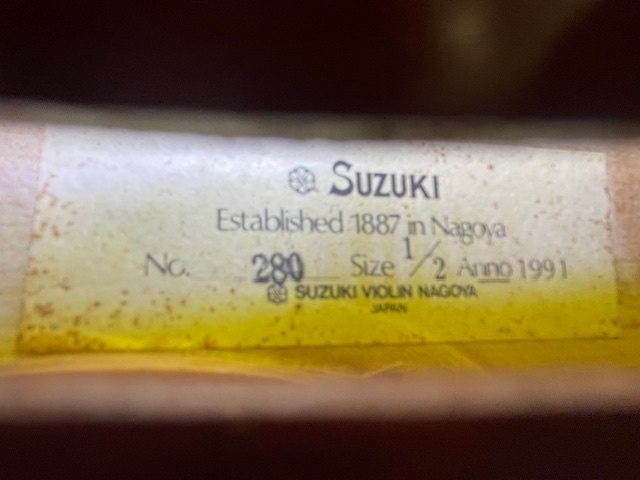 SUZUKI
Established 1887 in Nagoya
No. 280 Size 1/2 Anno 1991
SUZUKI VIOLIN NAGOYA
JAPAN